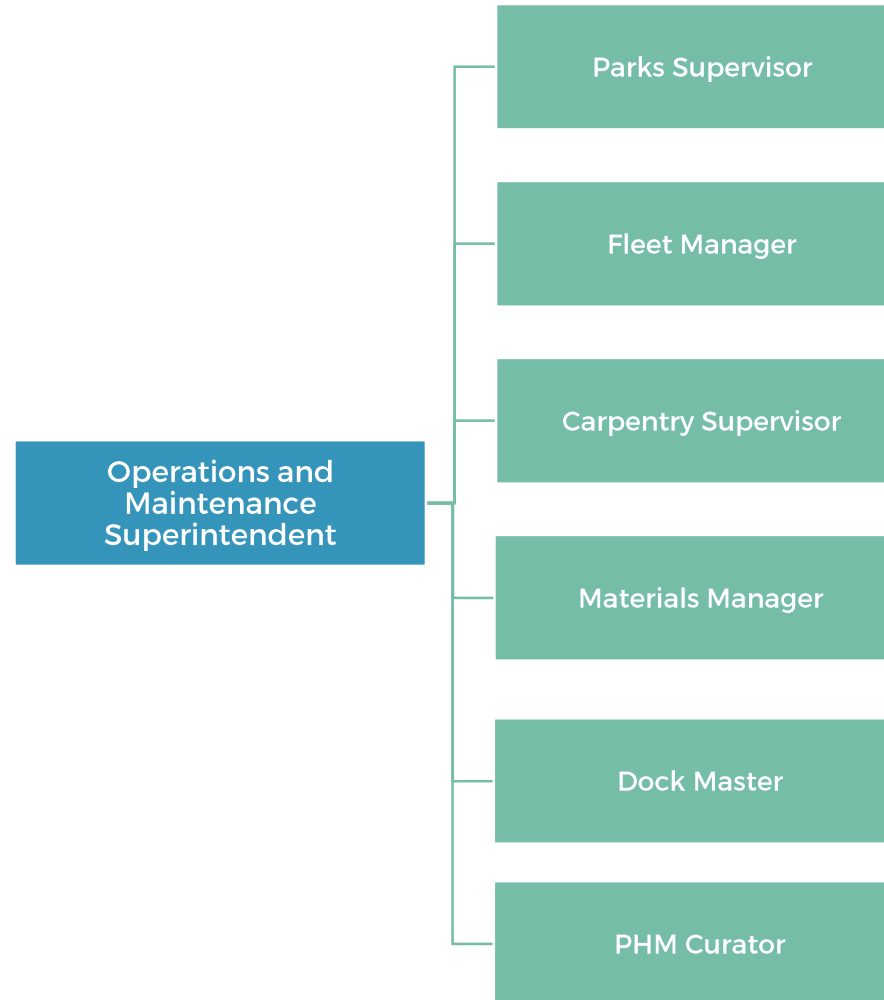 Parks Supervisor
Fleet Manager
Carpentry Supervisor
Operations and
Maintenance
Superintendent
Materials Manager
Dock Master
PHM Curator